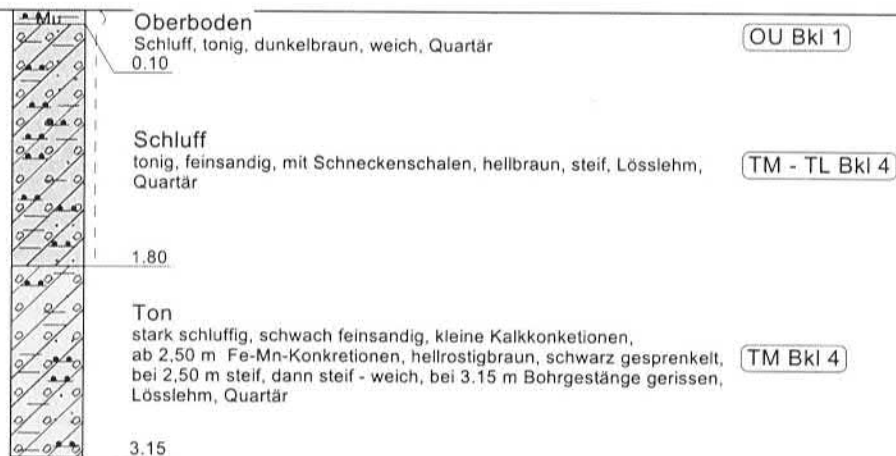 Mu
Oberboden
Schluff, tonig, dunkelbraun, weich, Quartär
OU Bkl 1
0.10
Schluff
tonig, feinsandig, mit Schneckenschalen, hellbraun, steif, Lösslehm,
Quartär
TM - TL Bkl 4
1.80
Ton
stark schluffig, schwach feinsandig, kleine Kalkkonketionen,
ab 2,50 m Fe-Mn-Konkretionen, hellrostigbraun, schwarz gesprenkelt,
bei 2,50 m steif, dann steif - weich, bei 3.15 m Bohrgestänge gerissen,
Lösslehm, Quartär
TM Bkl 4
3.15